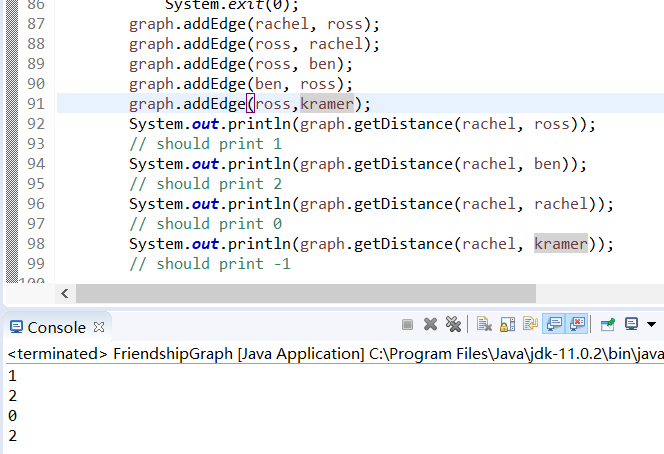 86 System.exit(0);
87 graph.addEdge(rachel, ross);
88 graph.addEdge(ross, rachel);
89 graph.addEdge(ross, ben);
90 graph.addEdge(ben, ross);
91 graph.addEdge(ross,kramer);
92 System.out.println(graph.getDistance(rachel, ross));
93 // should print 1
94 System.out.println(graph.getDistance(rachel, ben));
95 // should print 2
96 System.out.println(graph.getDistance(rachel, rachel));
97 // should print 0
98 System.out.println(graph.getDistance(rachel, kramer));
99 // should print -1
100
Console
<terminated> FriendshipGraph [Java Application] C:\Program Files\Java\jdk-11.0.2\bin\java
1
2
0
2